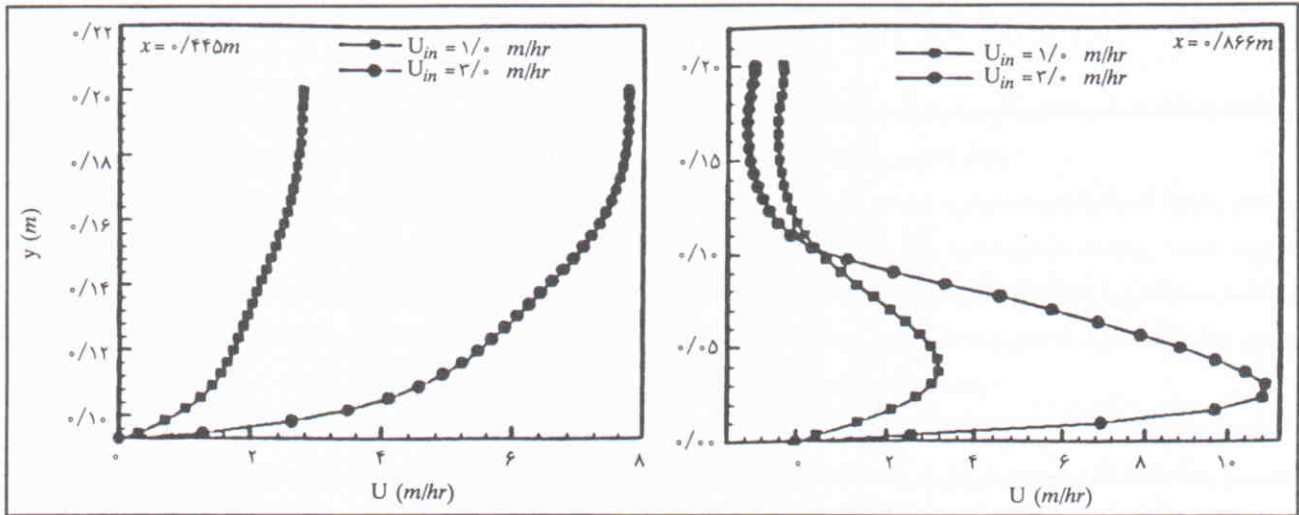 ۰/۲۲
x = ۰/۴۴۵m
U_in = ۱/۰ m/hr
U_in = ۳/۰ m/hr
۰/۲۰
۰/۱۸
۰/۱۶
y (m)
۰/۱۴
۰/۱۲
۰/۱۰
۰ ۲ ۴ ۶ ۸
U (m/hr)
x = ۰/۸۶۶m
U_in = ۱/۰ m/hr
U_in = ۳/۰ m/hr
۰/۲۰
۰/۱۵
۰/۱۰
۰/۰۵
۰/۰۰
۰ ۲ ۴ ۶ ۸ ۱۰
U (m/hr)